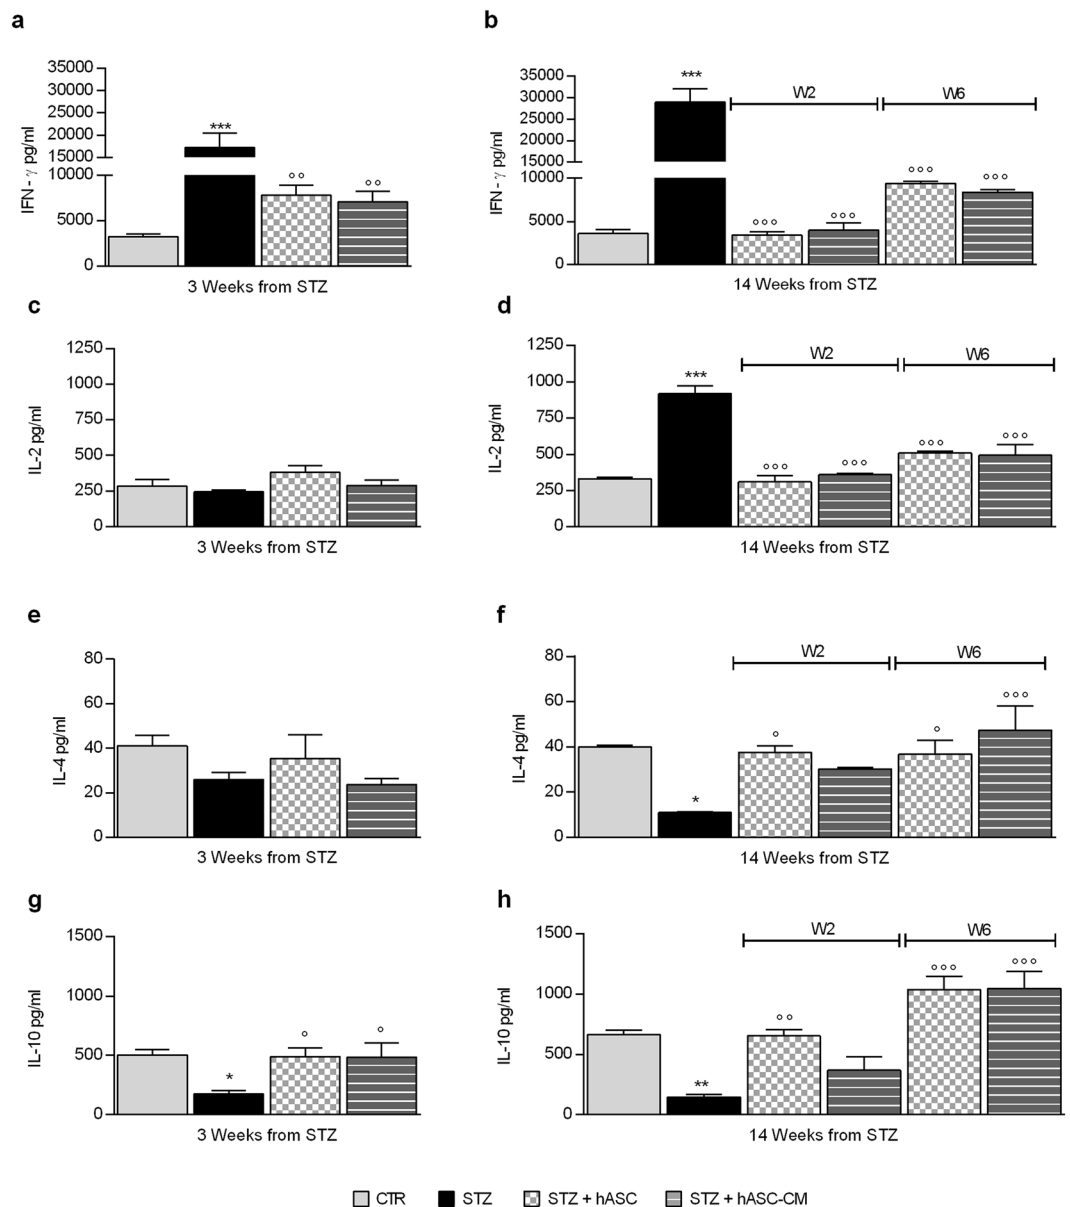 a
IFN - γ pg/ml
35000
30000
25000
20000
15000
10000
5000
0
***
°°
°°
3 Weeks from STZ
b
IFN - γ pg/ml
35000
30000
25000
20000
15000
10000
5000
0
***
W2
W6
°°°
°°°
°°°
°°°
14 Weeks from STZ
c
IL-2 pg/ml
1250
1000
750
500
250
0
3 Weeks from STZ
d
IL-2 pg/ml
1250
1000
750
500
250
0
***
W2
W6
°°°
°°°
°°°
°°°
14 Weeks from STZ
e
IL-4 pg/ml
80
60
40
20
0
3 Weeks from STZ
f
IL-4 pg/ml
80
60
40
20
0
*
W2
W6
°
°
°°°
14 Weeks from STZ
g
IL-10 pg/ml
1500
1000
500
0
*
°
°
3 Weeks from STZ
h
IL-10 pg/ml
1500
1000
500
0
**
W2
W6
°°
°°°
°°°
14 Weeks from STZ
CTR STZ STZ + hASC STZ + hASC-CM